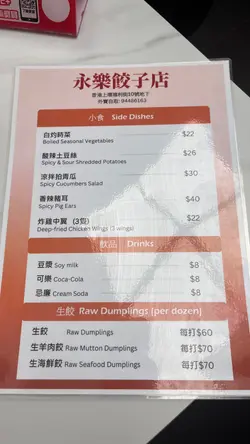 永樂餃子店
香港上環爾利街10號地下
外賣自取: 94486163
小食 Side Dishes
白灼時菜 $22
Boiled Seasonal Vegetables
酸辣土豆絲 $26
Spicy & Sour Shredded Potatoes
涼拌拍青瓜 $30
Spicy Cucumbers Salad
香辣豬耳 $40
Spicy Pig Ears
炸雞中翼 (3隻) $22
Deep-fried Chicken Wings (3 wings)
飲品 Drinks
豆漿 Soy milk $8
可樂 Coca-Cola $8
忌廉 Cream Soda $8
生餃 Raw Dumplings (per dozen)
生餃 Raw Dumplings 每打$60
生羊肉餃 Raw Mutton Dumplings 每打$70
生海鮮餃 Raw Seafood Dumplings 每打$70